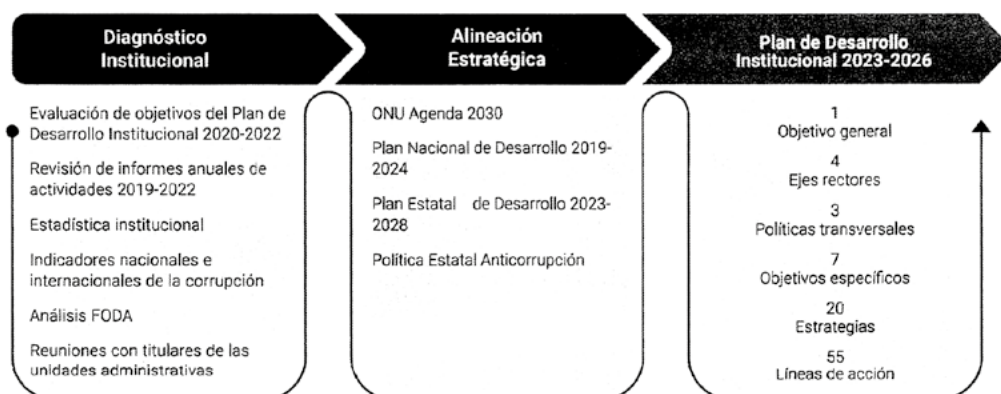 Diagnóstico
Institucional
Evaluación de objetivos del Plan de
Desarrollo Institucional 2020-2022
Revisión de informes anuales de
actividades 2019-2022
Estadística institucional
Indicadores nacionales e
internacionales de la corrupción
Análisis FODA
Reuniones con titulares de las
unidades administrativas
Alineación
Estratégica
ONU Agenda 2030
Plan Nacional de Desarrollo 2019-
2024
Plan Estatal de Desarrollo 2023-
2028
Política Estatal Anticorrupción
Plan de Desarrollo
Institucional 2023-2026
1
Objetivo general
4
Ejes rectores
3
Políticas transversales
7
Objetivos específicos
20
Estrategias
55
Líneas de acción